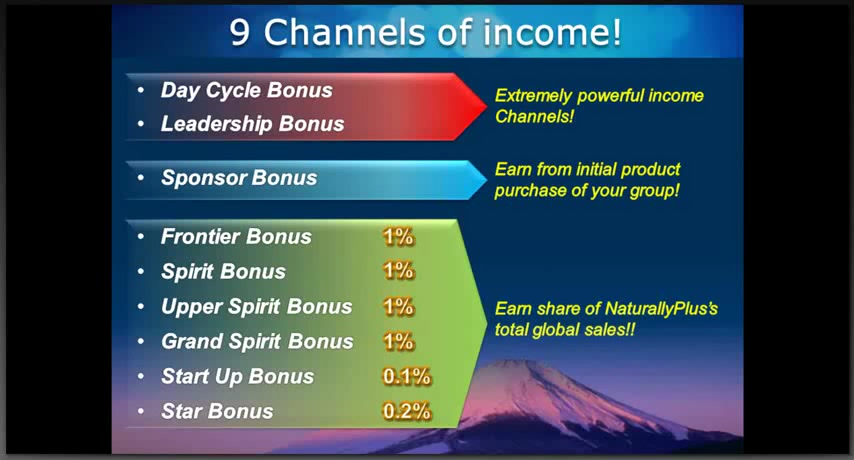 9 Channels of income!
• Day Cycle Bonus
• Leadership Bonus
Extremely powerful income
Channels!
• Sponsor Bonus
Earn from initial product
purchase of your group!
• Frontier Bonus 1%
• Spirit Bonus 1%
• Upper Spirit Bonus 1%
• Grand Spirit Bonus 1%
• Start Up Bonus 0.1%
• Star Bonus 0.2%
Earn share of NaturallyPlus's
total global sales!!